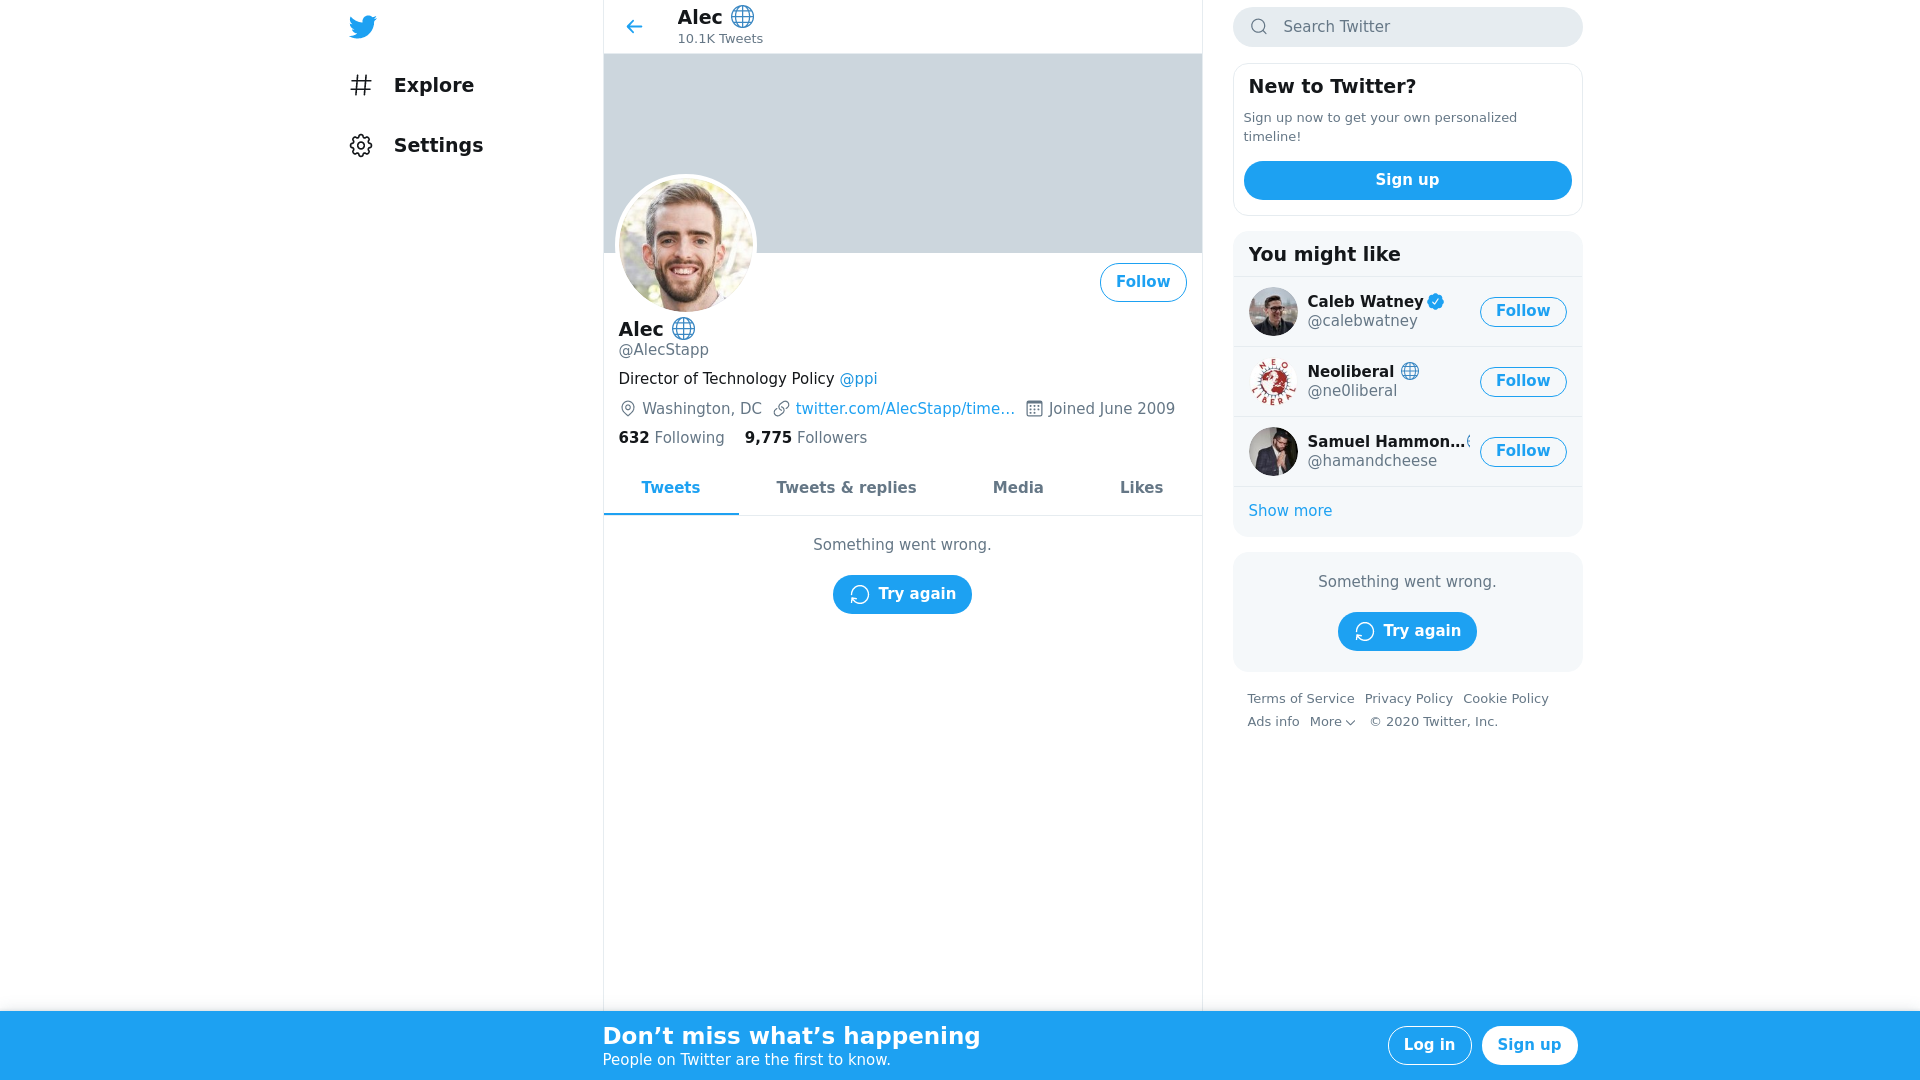 Explore
Settings
Alec
10.1K Tweets
Follow
Alec
@AlecStapp
Director of Technology Policy @ppi
Washington, DC twitter.com/AlecStapp/time… Joined June 2009
632 Following 9,775 Followers
Tweets Tweets & replies Media Likes
Something went wrong.
Try again
Search Twitter
New to Twitter?
Sign up now to get your own personalized
timeline!
Sign up
You might like
Caleb Watney
@calebwatney
Follow
NEOLIBERAL
Neoliberal
@ne0liberal
Follow
Samuel Hammon…
@hamandcheese
Follow
Show more
Something went wrong.
Try again
Terms of Service Privacy Policy Cookie Policy
Ads info More © 2020 Twitter, Inc.
Don’t miss what’s happening
People on Twitter are the first to know.
Log in
Sign up